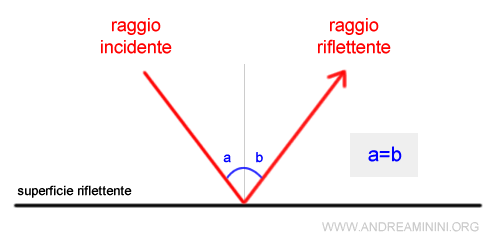 raggio
incidente
raggio
riflettente
a
b
a=b
superficie riflettente
WWW.ANDREAMININI.ORG